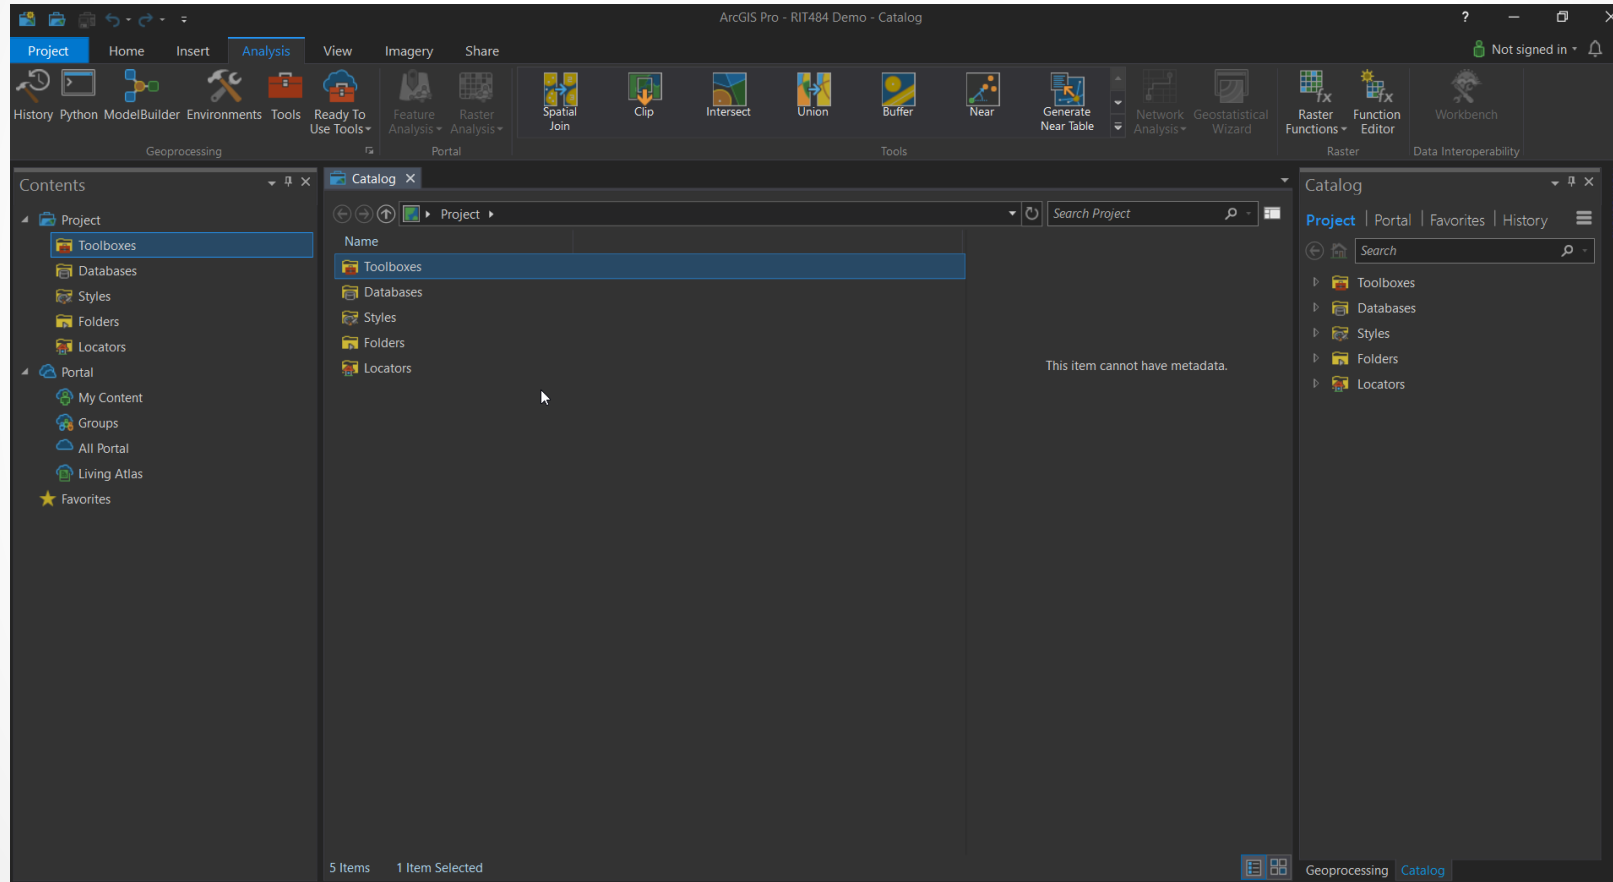 ArcGIS Pro - RIT484 Demo - Catalog
?
Project Home Insert Analysis View Imagery Share
Not signed in
History Python ModelBuilder Environments Tools Ready To Use Tools
Feature Analysis Raster Analysis
Spatial Join Clip Intersect Union Buffer Near Generate Near Table
Network Analysis Geostatistical Wizard
Raster Functions Function Editor
Workbench
Geoprocessing Portal Tools Raster Data Interoperability
Contents
Project
Toolboxes
Databases
Styles
Folders
Locators
Portal
My Content
Groups
All Portal
Living Atlas
Favorites
Catalog
Project
Search Project
Name
Toolboxes
Databases
Styles
Folders
Locators
This item cannot have metadata.
5 Items 1 Item Selected
Catalog
Project Portal Favorites History
Search
Toolboxes
Databases
Styles
Folders
Locators
Geoprocessing Catalog